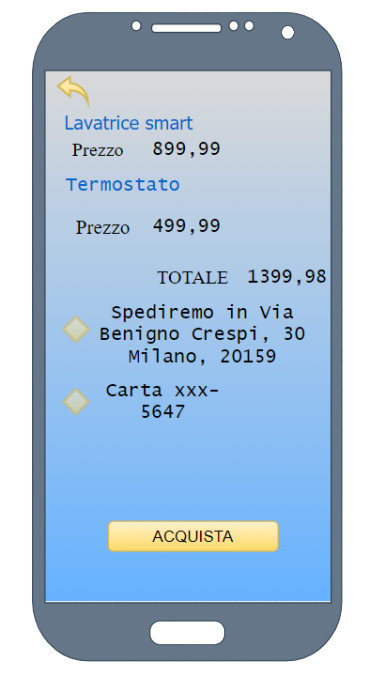 Lavatrice smart
Prezzo 899,99
Termostato
Prezzo 499,99
TOTALE 1399,98
Spediremo in Via
Benigno Crespi, 30
Milano, 20159
Carta xxx-
5647
ACQUISTA